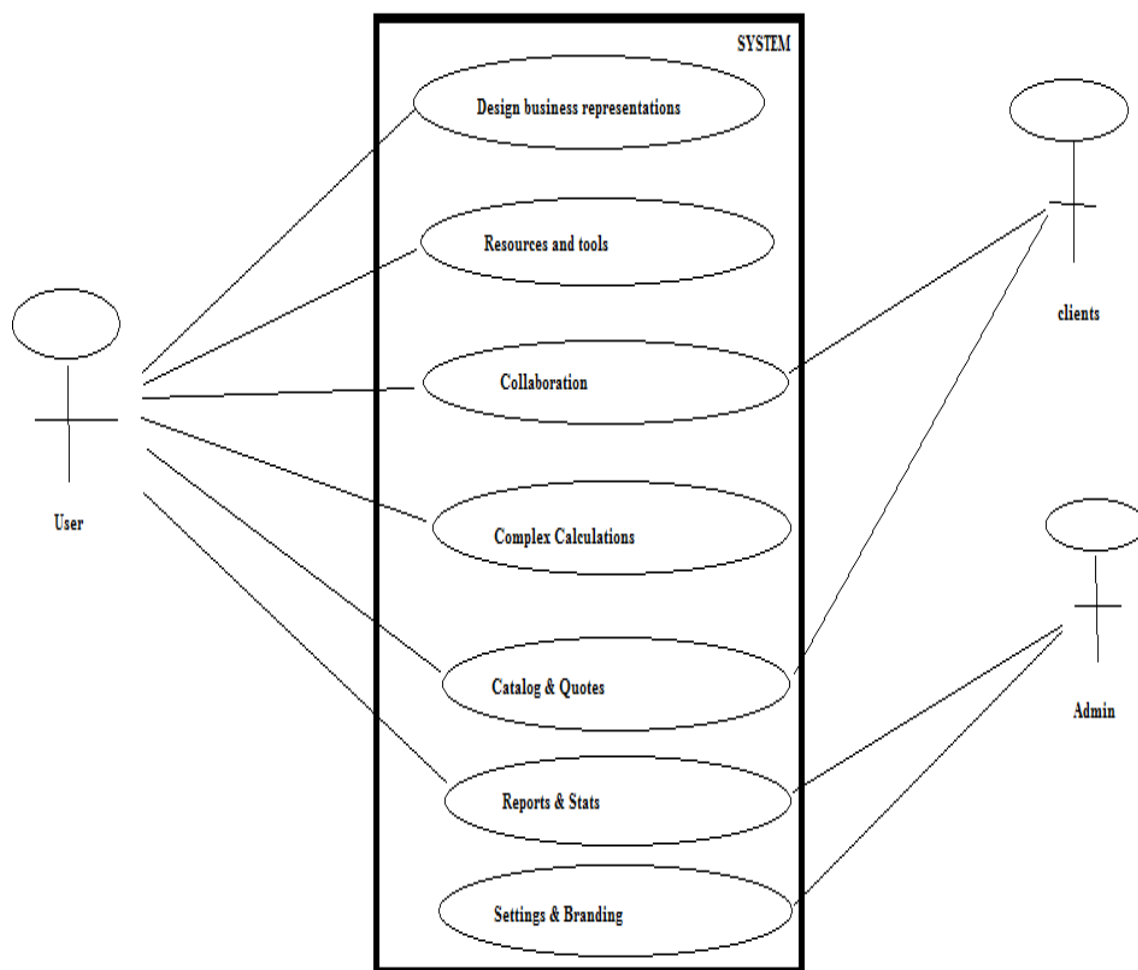 SYSTEM
Design business representations
Resources and tools
clients
Collaboration
User
Complex Calculations
Catalog & Quotes
Admin
Reports & Stats
Settings & Branding